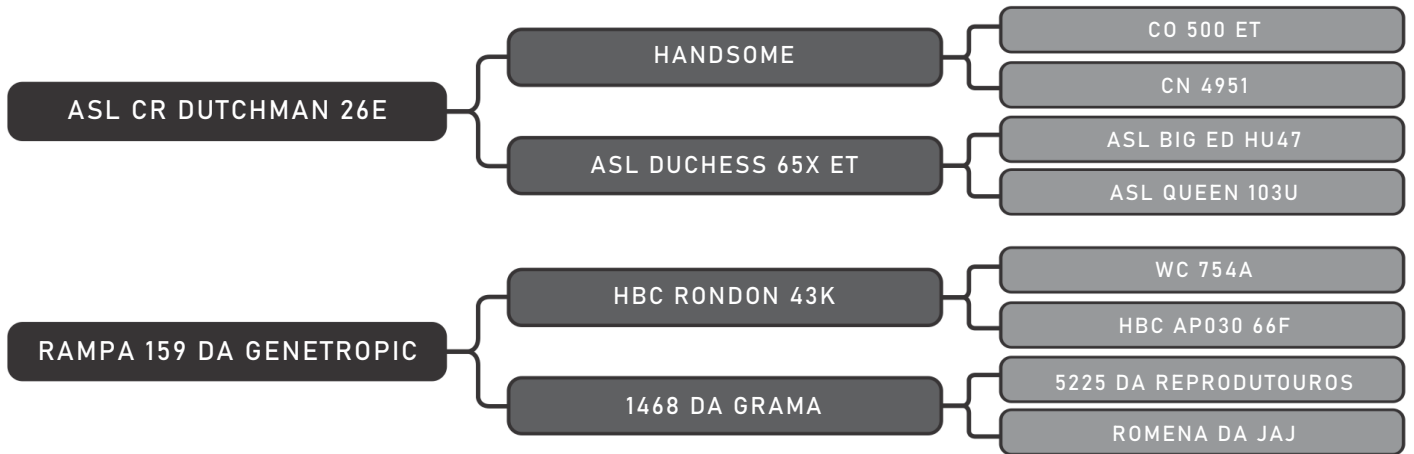 ASL CR DUTCHMAN 26E
HANDSOME
CO 500 ET
CN 4951
ASL DUCHESS 65X ET
ASL BIG ED HU47
ASL QUEEN 103U
RAMPA 159 DA GENETROPIC
HBC RONDON 43K
WC 754A
HBC AP030 66F
1468 DA GRAMA
5225 DA REPRODUTOUROS
ROMENA DA JAJ